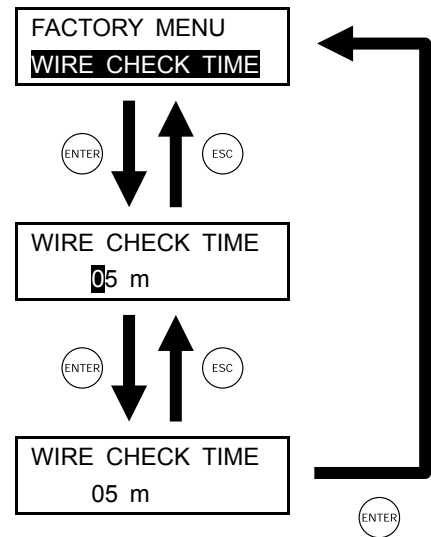 FACTORY MENU
WIRE CHECK TIME
ENTER
ESC
WIRE CHECK TIME
05 m
ENTER
ESC
WIRE CHECK TIME
05 m
ENTER